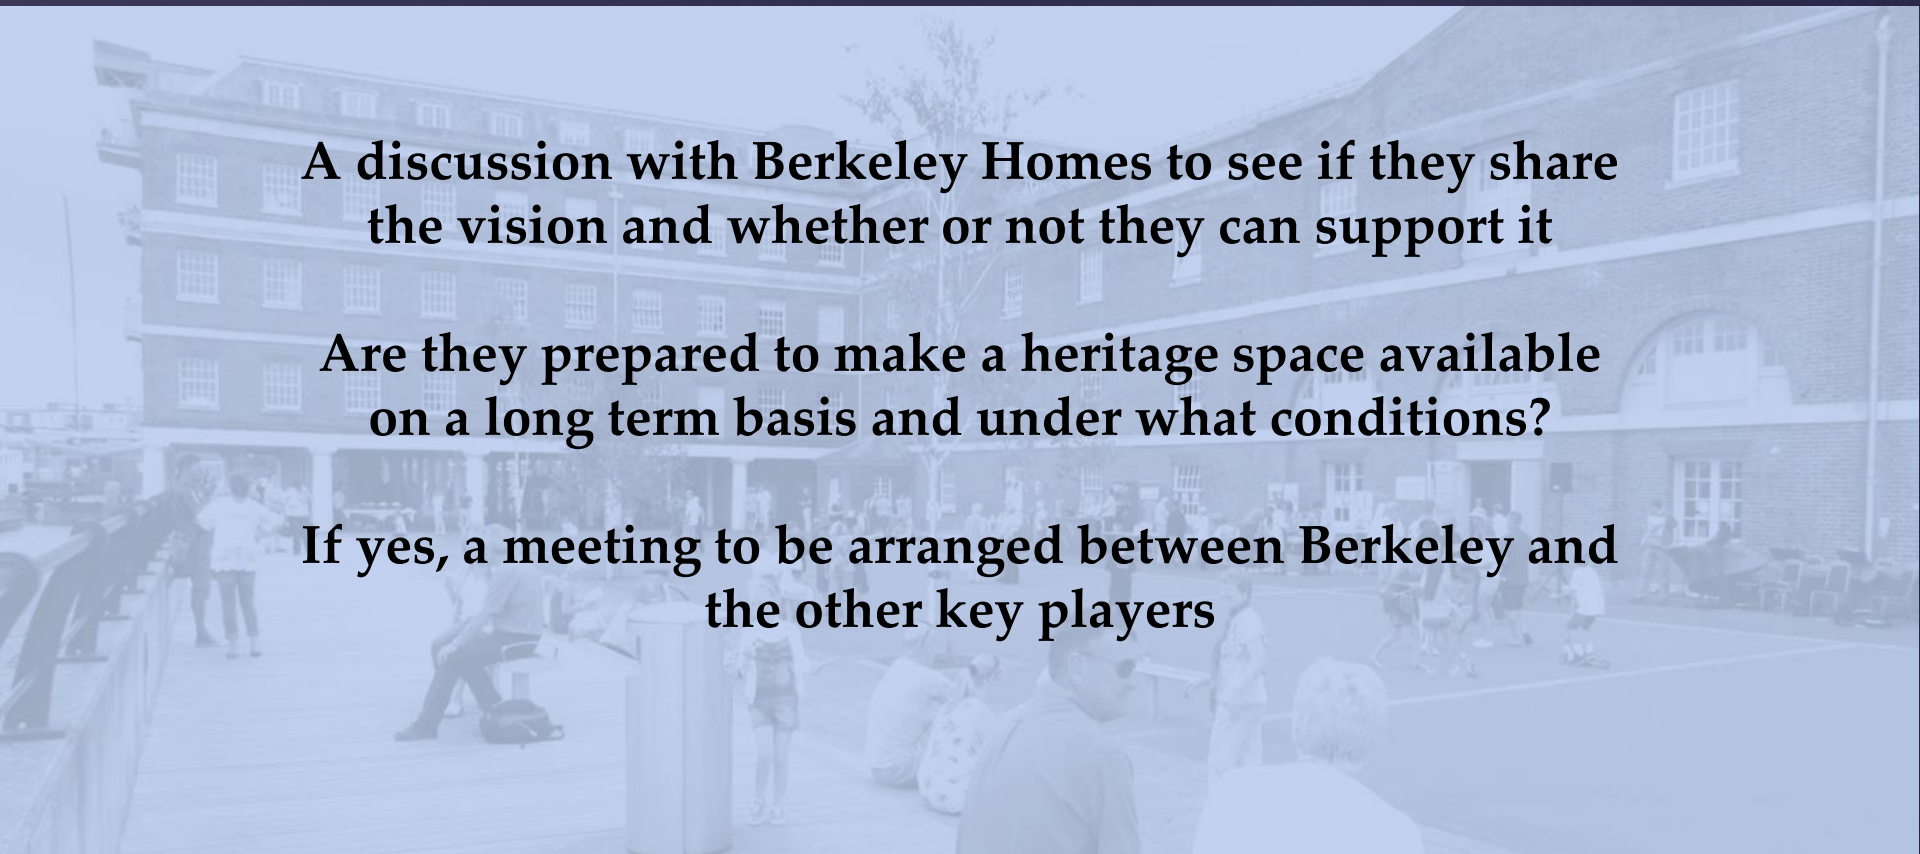 A discussion with Berkeley Homes to see if they share
the vision and whether or not they can support it
Are they prepared to make a heritage space available
on a long term basis and under what conditions?
If yes, a meeting to be arranged between Berkeley and
the other key players